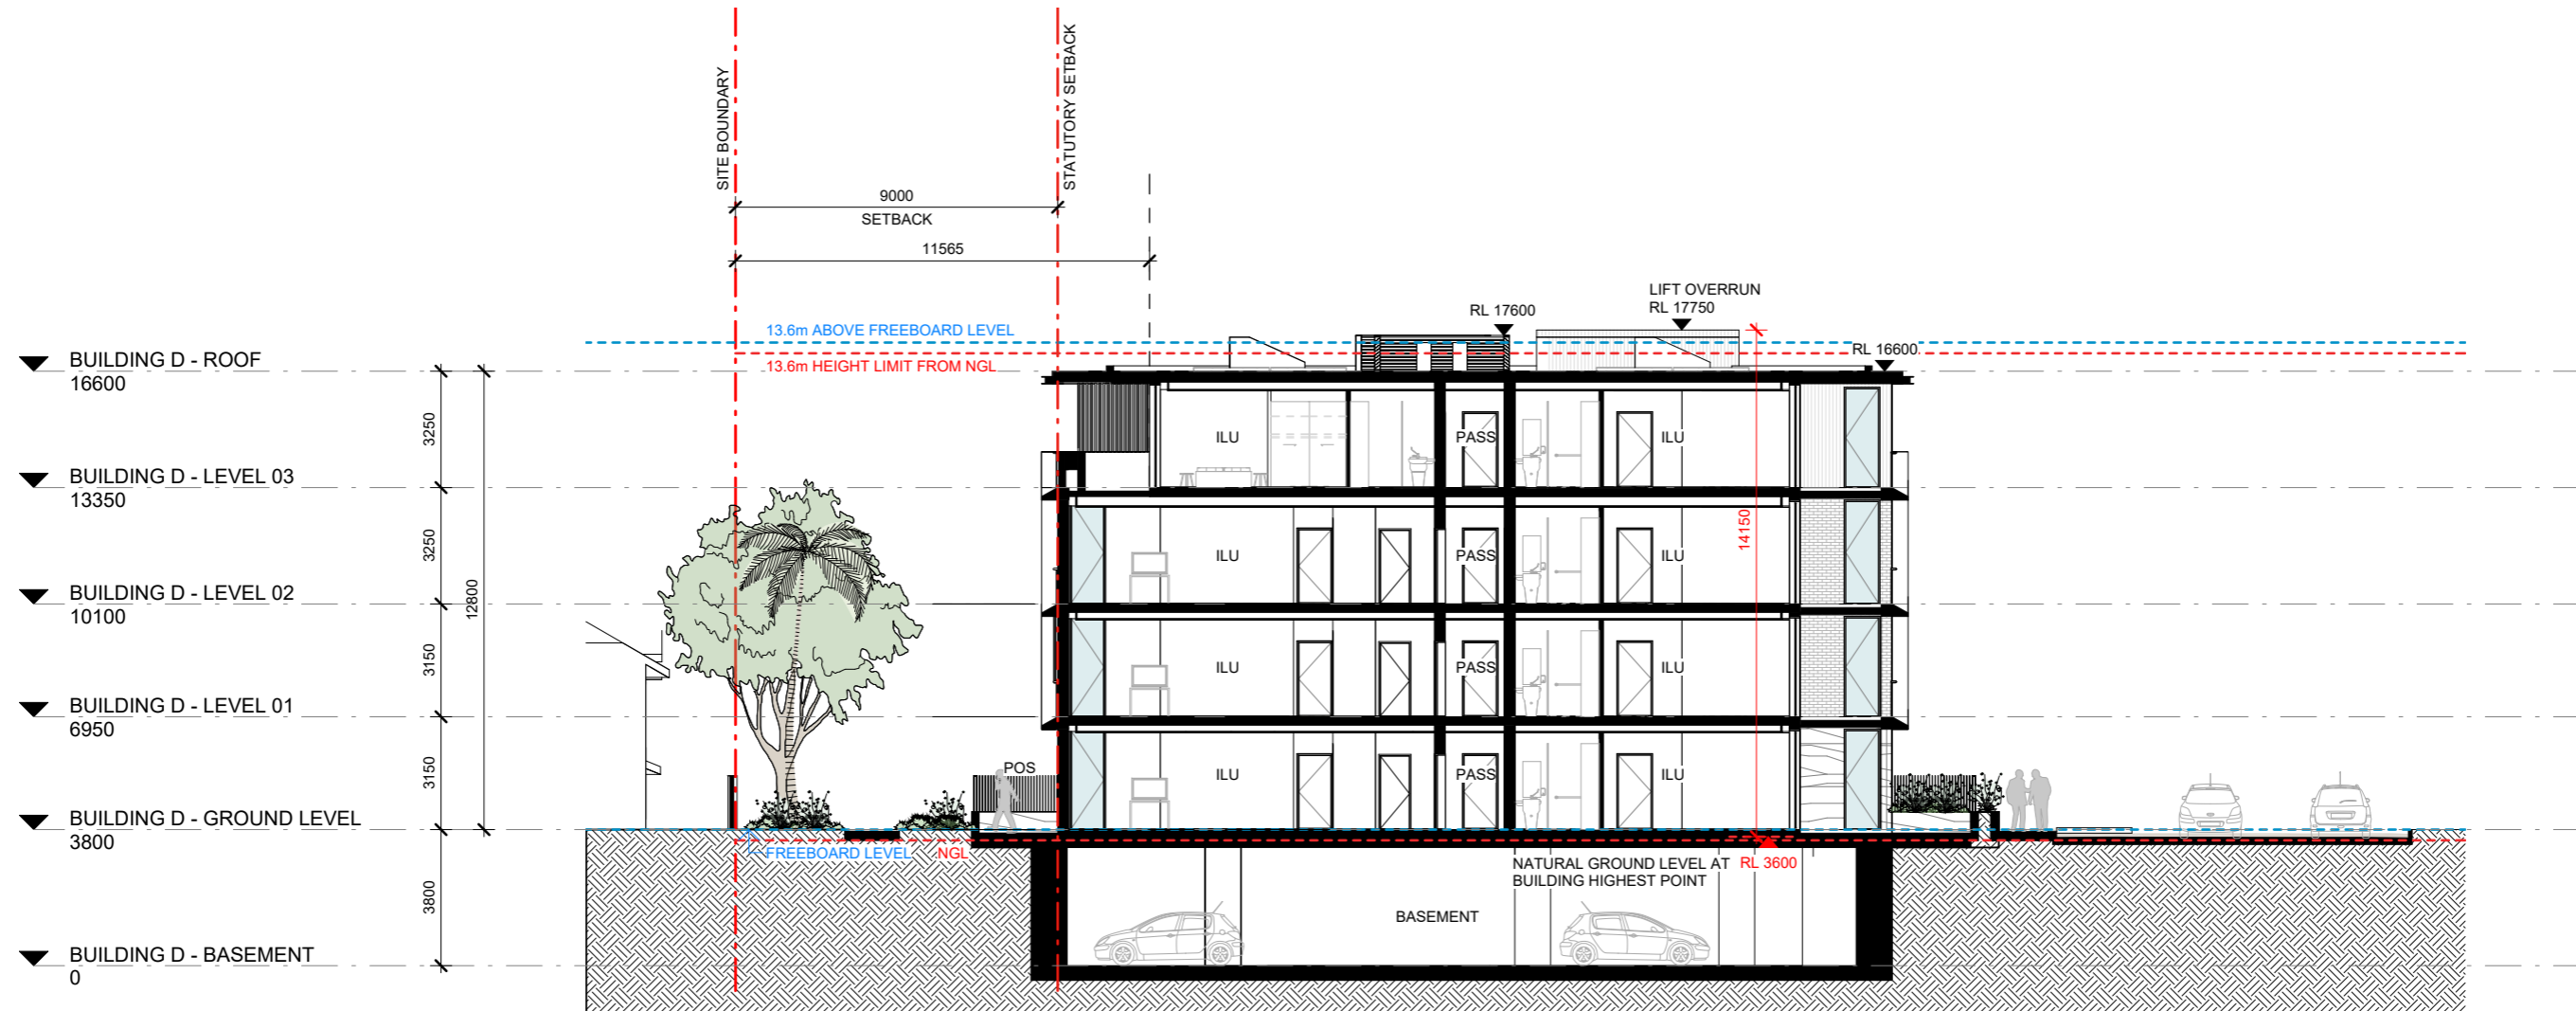 SITE BOUNDARY
STATUTORY SETBACK
9000
SETBACK
11565
LIFT OVERRUN
RL 17750
RL 17600
13.6m ABOVE FREEBOARD LEVEL
RL 16600
13.6m HEIGHT LIMIT FROM NGL
BUILDING D - ROOF
16600
3250
ILU
PASS
ILU
BUILDING D - LEVEL 03
13350
3250
14150
ILU
PASS
ILU
BUILDING D - LEVEL 02
10100
12800
3150
ILU
PASS
ILU
BUILDING D - LEVEL 01
6950
3150
POS
ILU
PASS
ILU
BUILDING D - GROUND LEVEL
3800
FREEBOARD LEVEL
NGL
NATURAL GROUND LEVEL AT
BUILDING HIGHEST POINT
RL 3600
3800
BASEMENT
BUILDING D - BASEMENT
0